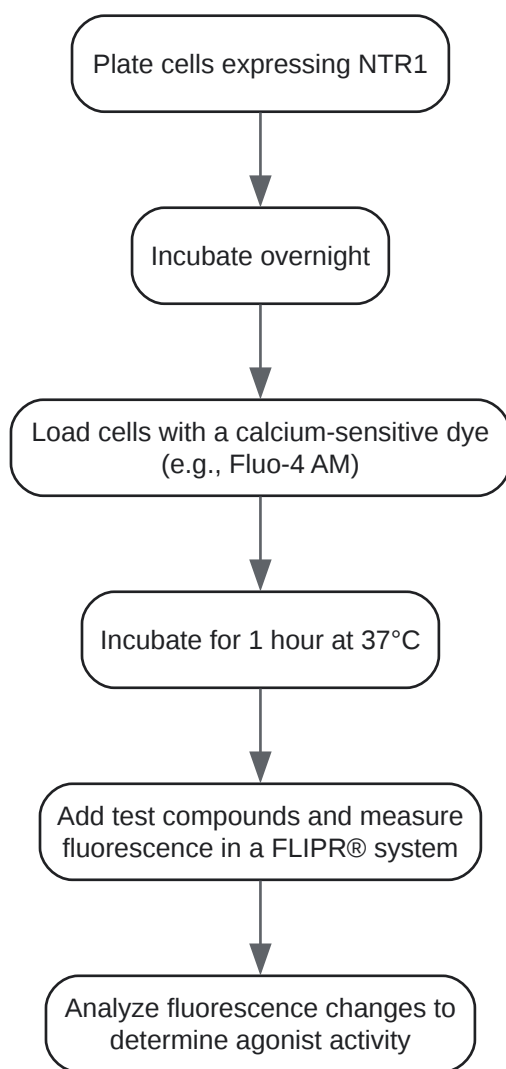 Plate cells expressing NTR1
Incubate overnight
Load cells with a calcium-sensitive dye
(e.g., Fluo-4 AM)
Incubate for 1 hour at 37°C
Add test compounds and measure
fluorescence in a FLIPR® system
Analyze fluorescence changes to
determine agonist activity